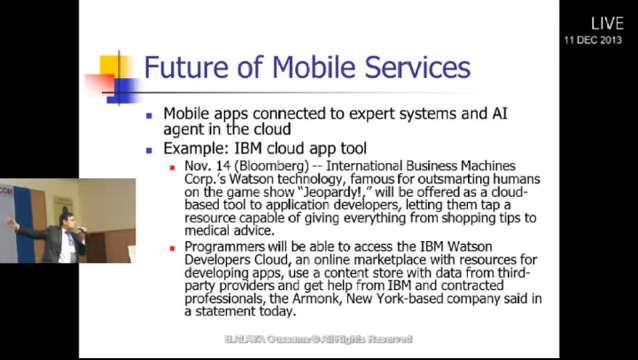 LIVE
11 DEC 2013
Future of Mobile Services
Mobile apps connected to expert systems and AI
agent in the cloud
Example: IBM cloud app tool
Nov. 14 (Bloomberg) -- International Business Machines
Corp.'s Watson technology, famous for outsmarting humans
on the game show "Jeopardy!," will be offered as a cloud-
based tool to application developers, letting them tap a
resource capable of giving everything from shopping tips to
medical advice.
Programmers will be able to access the IBM Watson
Developers Cloud, an online marketplace with resources for
developing apps, use a content store with data from third-
party providers and get help from IBM and contracted
professionals, the Armonk, New York-based company said in
a statement today.
B.ALAYA Oussama © All Rights Reserved